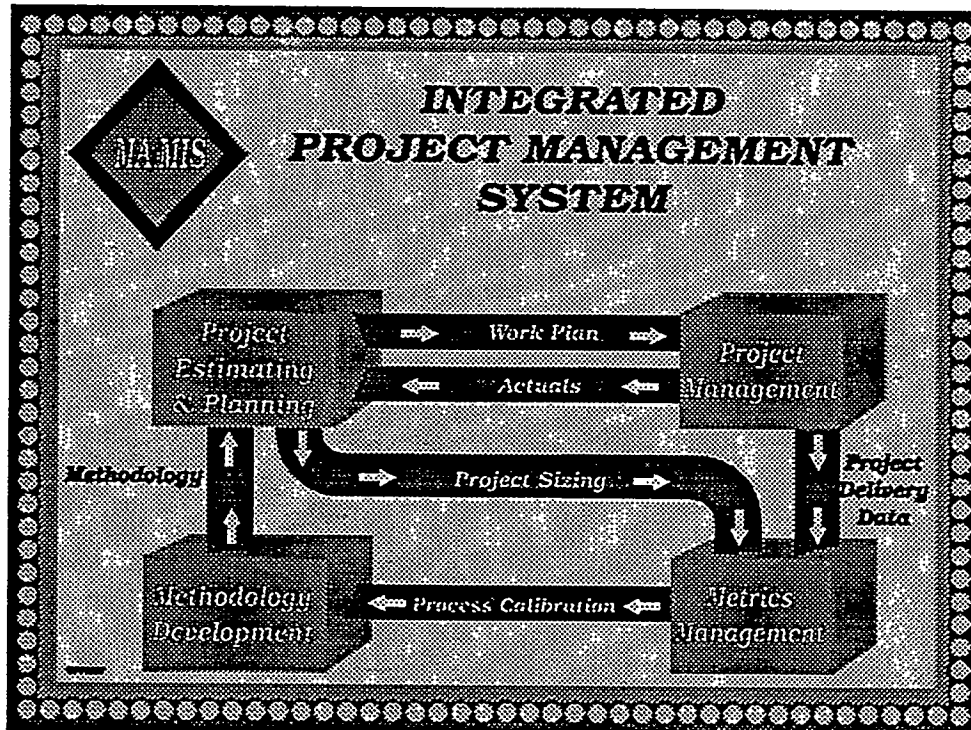 INTEGRATED
PROJECT MANAGEMENT
SYSTEM
Project
Estimating
& Planning
Work Plan
Actuals
Project
Management
Methodology
Project Sizing
Project
Delivery
Data
Methodology
Development
Process Calibration
Metrics
Management